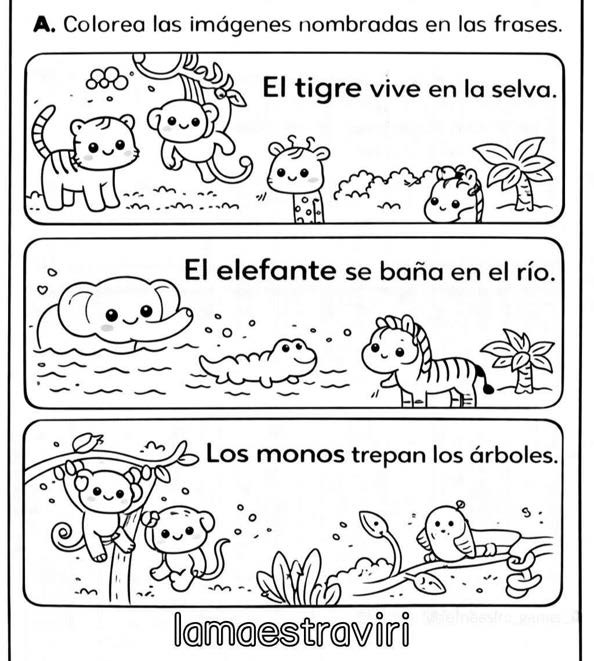 A. Colorea las imágenes nombradas en las frases.
El tigre vive en la selva.
El elefante se baña en el río.
Los monos trepan los árboles.
lamaestraviri